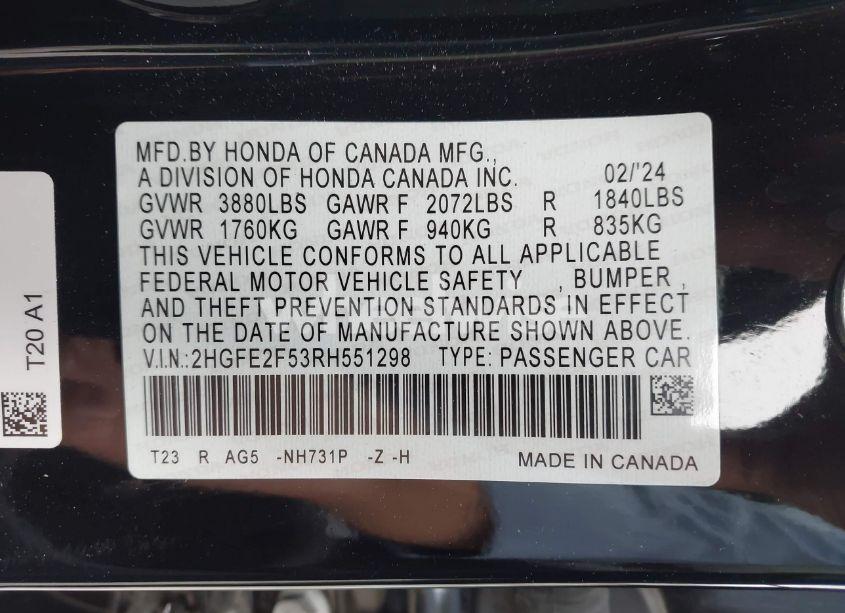 MFD.BY HONDA OF CANADA MFG.,
A DIVISION OF HONDA CANADA INC. 02/'24
GVWR 3880LBS GAWR F 2072LBS R 1840LBS
GVWR 1760KG GAWR F 940KG R 835KG
THIS VEHICLE CONFORMS TO ALL APPLICABLE
FEDERAL MOTOR VEHICLE SAFETY , BUMPER ,
AND THEFT PREVENTION STANDARDS IN EFFECT
ON THE DATE OF MANUFACTURE SHOWN ABOVE.
V.I.N.:2HGFE2F53RH551298 TYPE: PASSENGER CAR
T23 R AG5 -NH731P -Z -H MADE IN CANADA
T20 A1